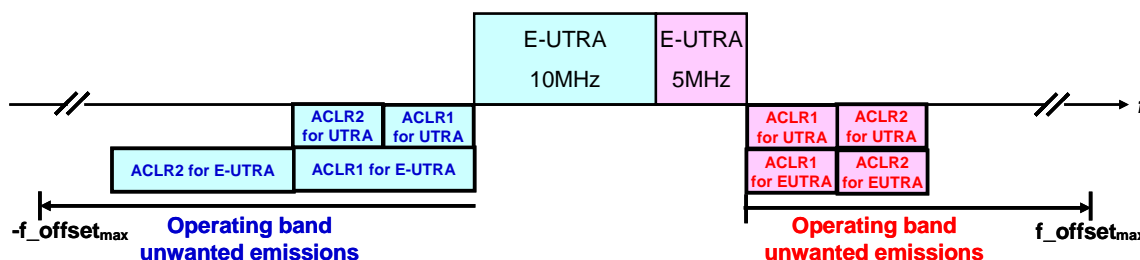 E-UTRA
10MHz
E-UTRA
5MHz
f
ACLR2
for UTRA
ACLR1
for UTRA
ACLR1
for UTRA
ACLR2
for UTRA
ACLR2 for E-UTRA
ACLR1 for E-UTRA
ACLR1
for EUTRA
ACLR2
for EUTRA
-f_offsetmax
Operating band
unwanted emissions
Operating band
unwanted emissions
f_offsetmax